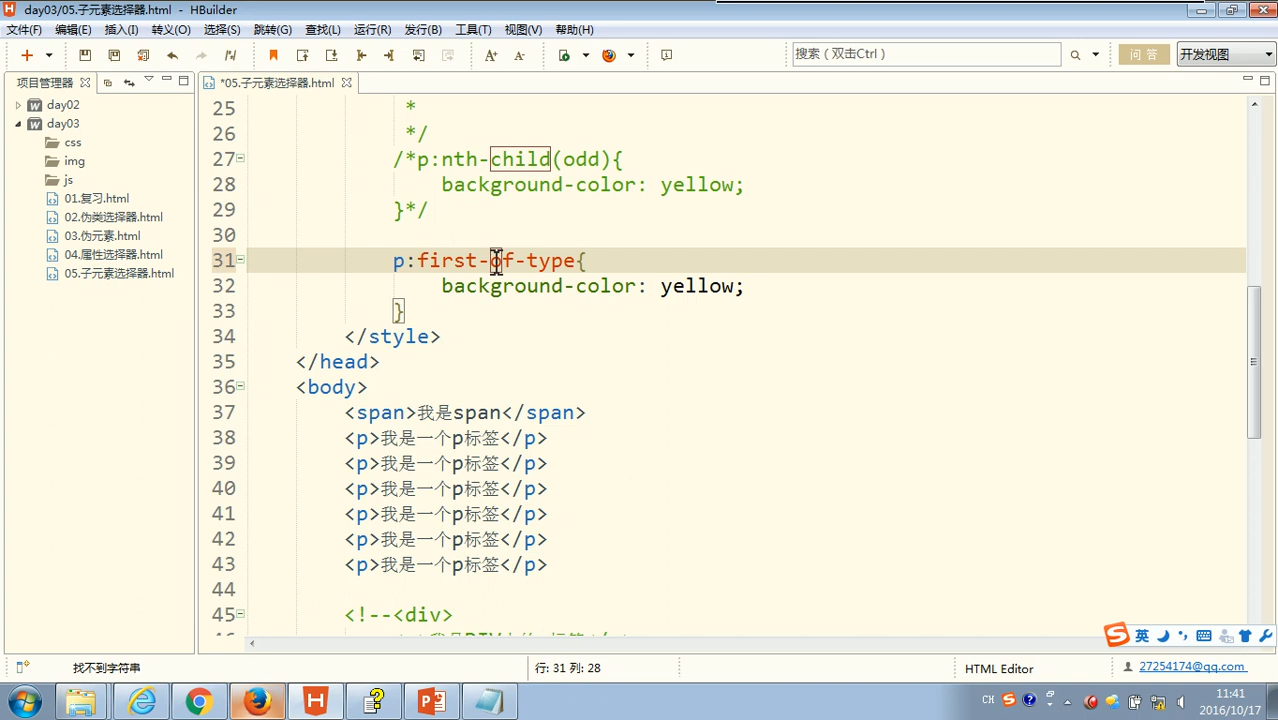 day03/05.子元素选择器.html - HBuilder
文件(F) 编辑(E) 插入(I) 转义(O) 选择(S) 跳转(G) 查找(L) 运行(R) 发行(B) 工具(T) 视图(V) 帮助(H)
搜索（双击Ctrl）
问 答
开发视图
项目管理器
*05.子元素选择器.html
day02
day03
css
img
js
01.复习.html
02.伪类选择器.html
03.伪元素.html
04.属性选择器.html
05.子元素选择器.html
25 *
26 */
27 /*p:nth-child(odd){
28 background-color: yellow;
29 }*/
30
31 p:first-of-type{
32 background-color: yellow;
33 }
34 </style>
35 </head>
36 <body>
37 <span>我是span</span>
38 <p>我是一个p标签</p>
39 <p>我是一个p标签</p>
40 <p>我是一个p标签</p>
41 <p>我是一个p标签</p>
42 <p>我是一个p标签</p>
43 <p>我是一个p标签</p>
44
45 <!--<div>
英
找不到字符串
行: 31 列: 28
HTML Editor
27254174@qq.com
CH
11:41
2016/10/17